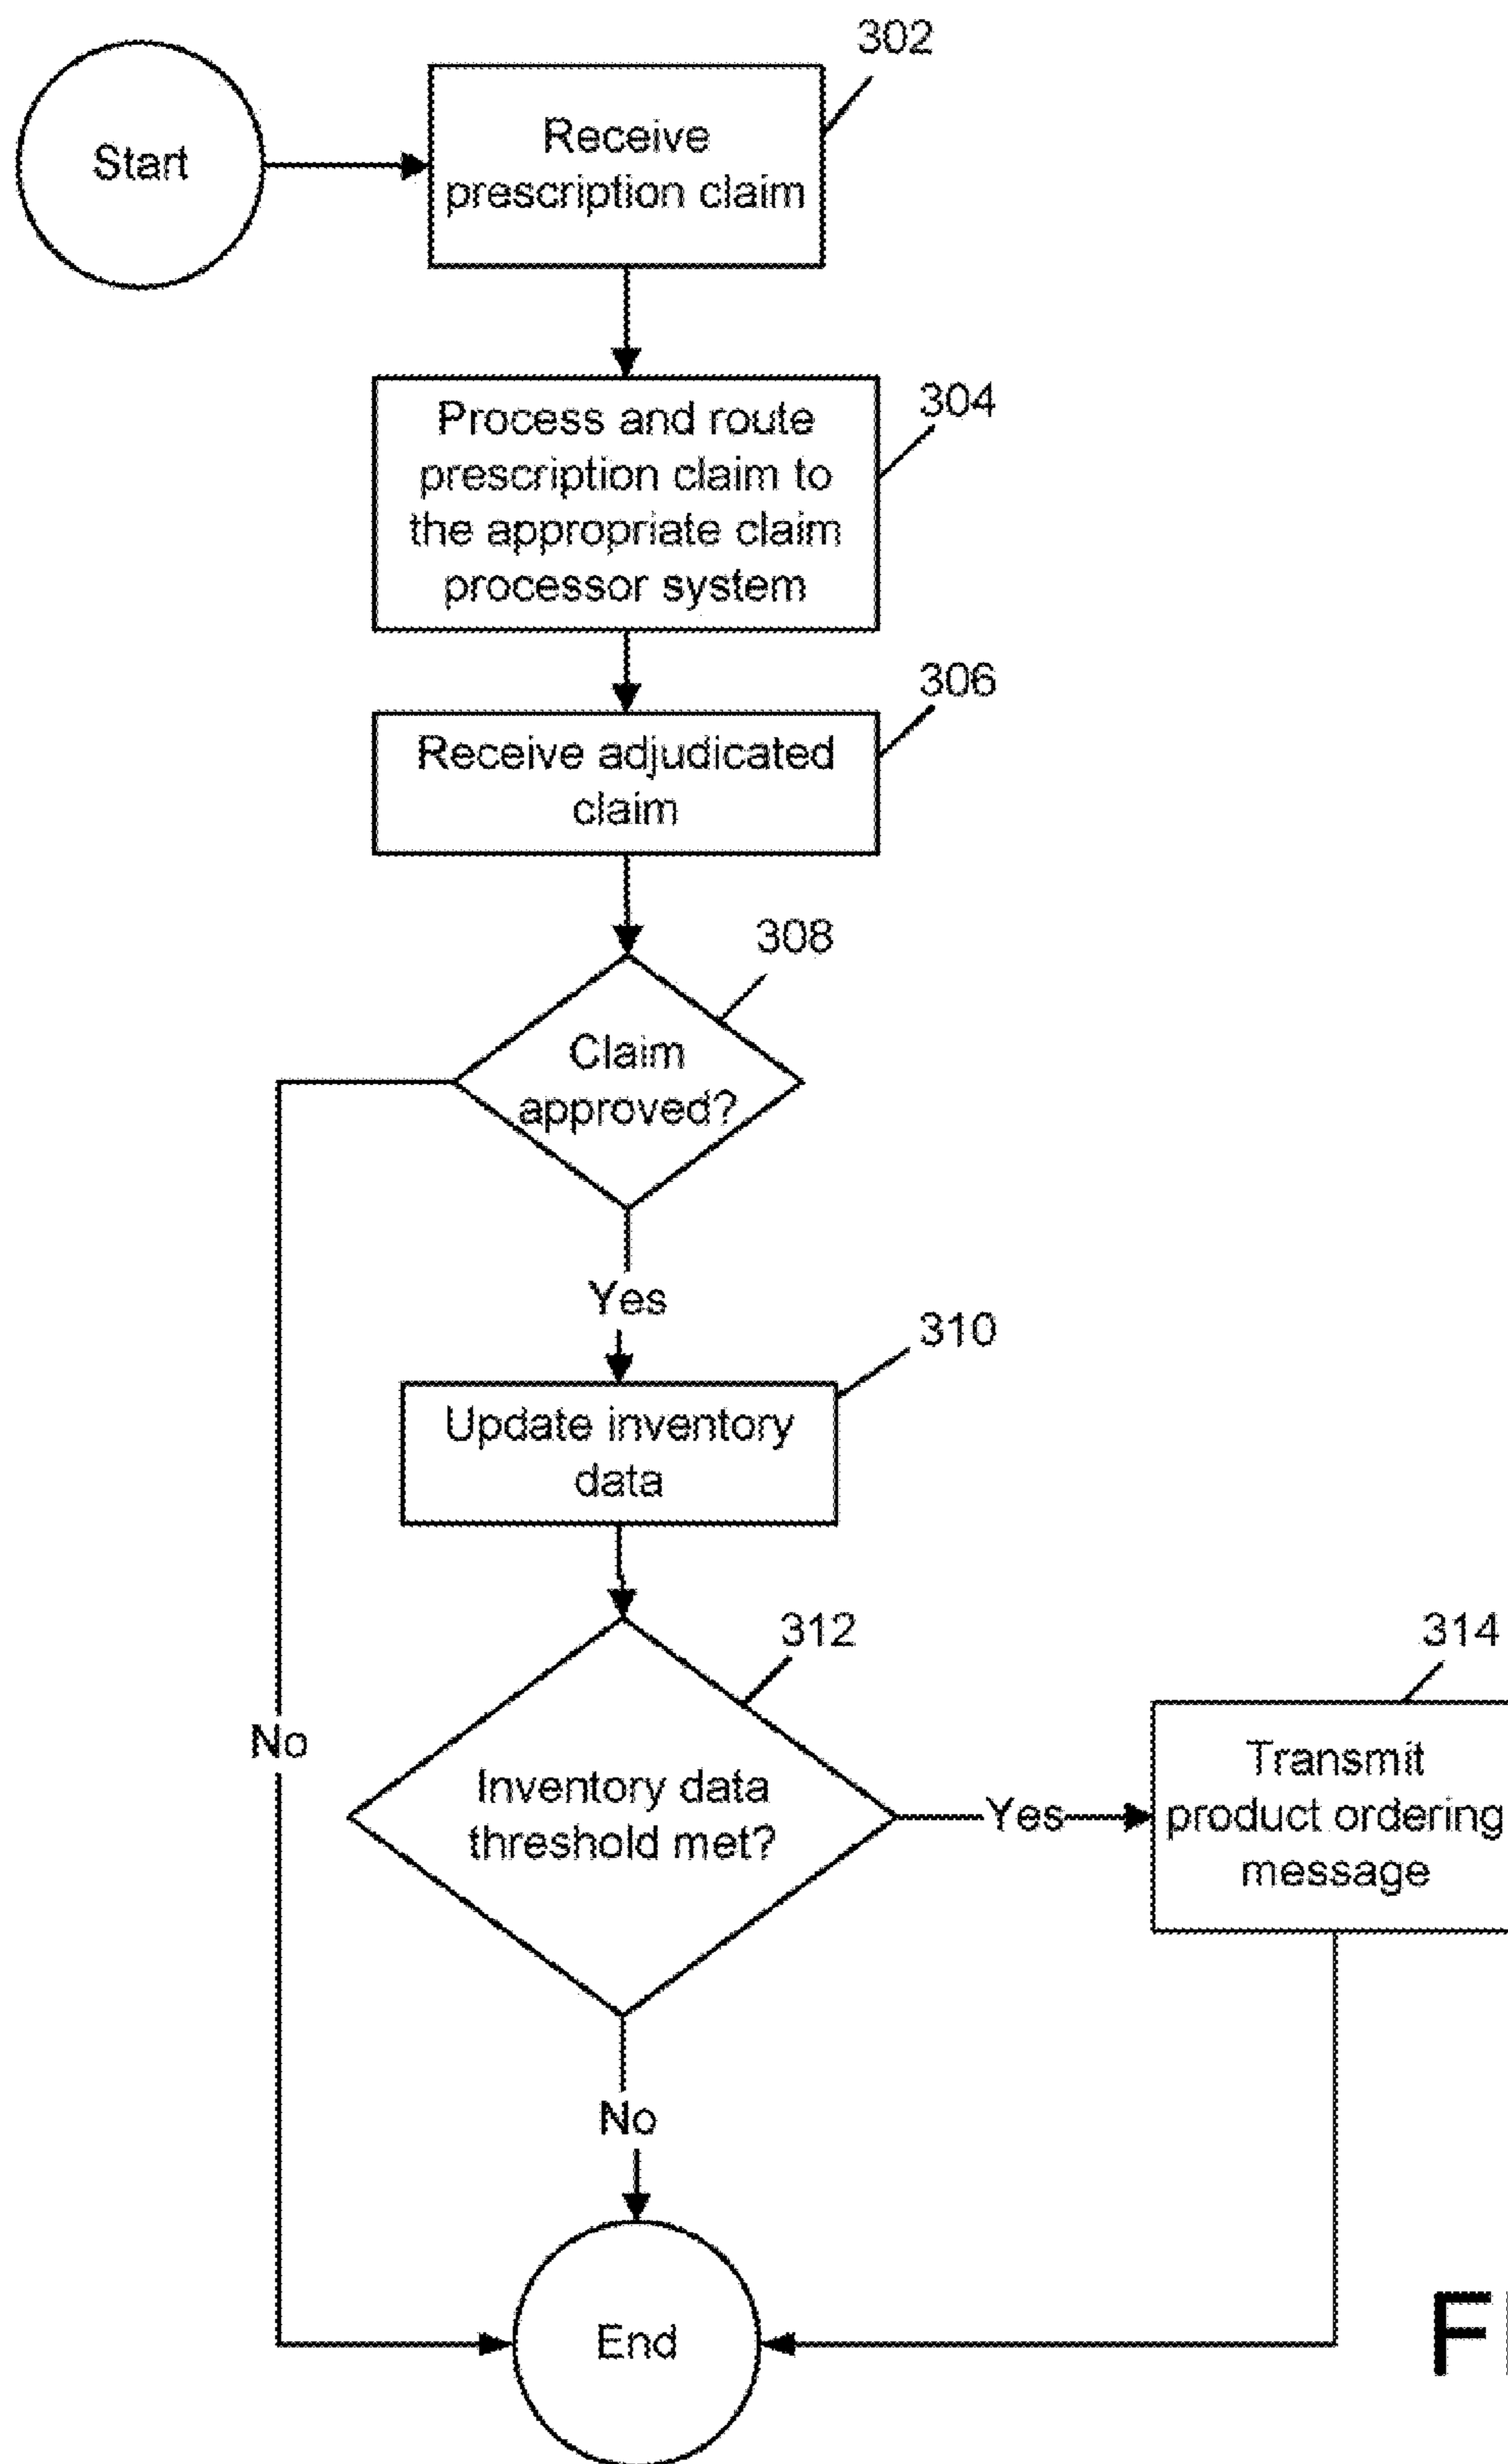 302
Start
Receive
prescription claim
304
Process and route
prescription claim to
the appropriate claim
processor system
306
Receive adjudicated
claim
308
Claim
approved?
Yes
310
Update inventory
data
312
314
No
Inventory data
threshold met?
Yes
Transmit
product ordering
message
No
End